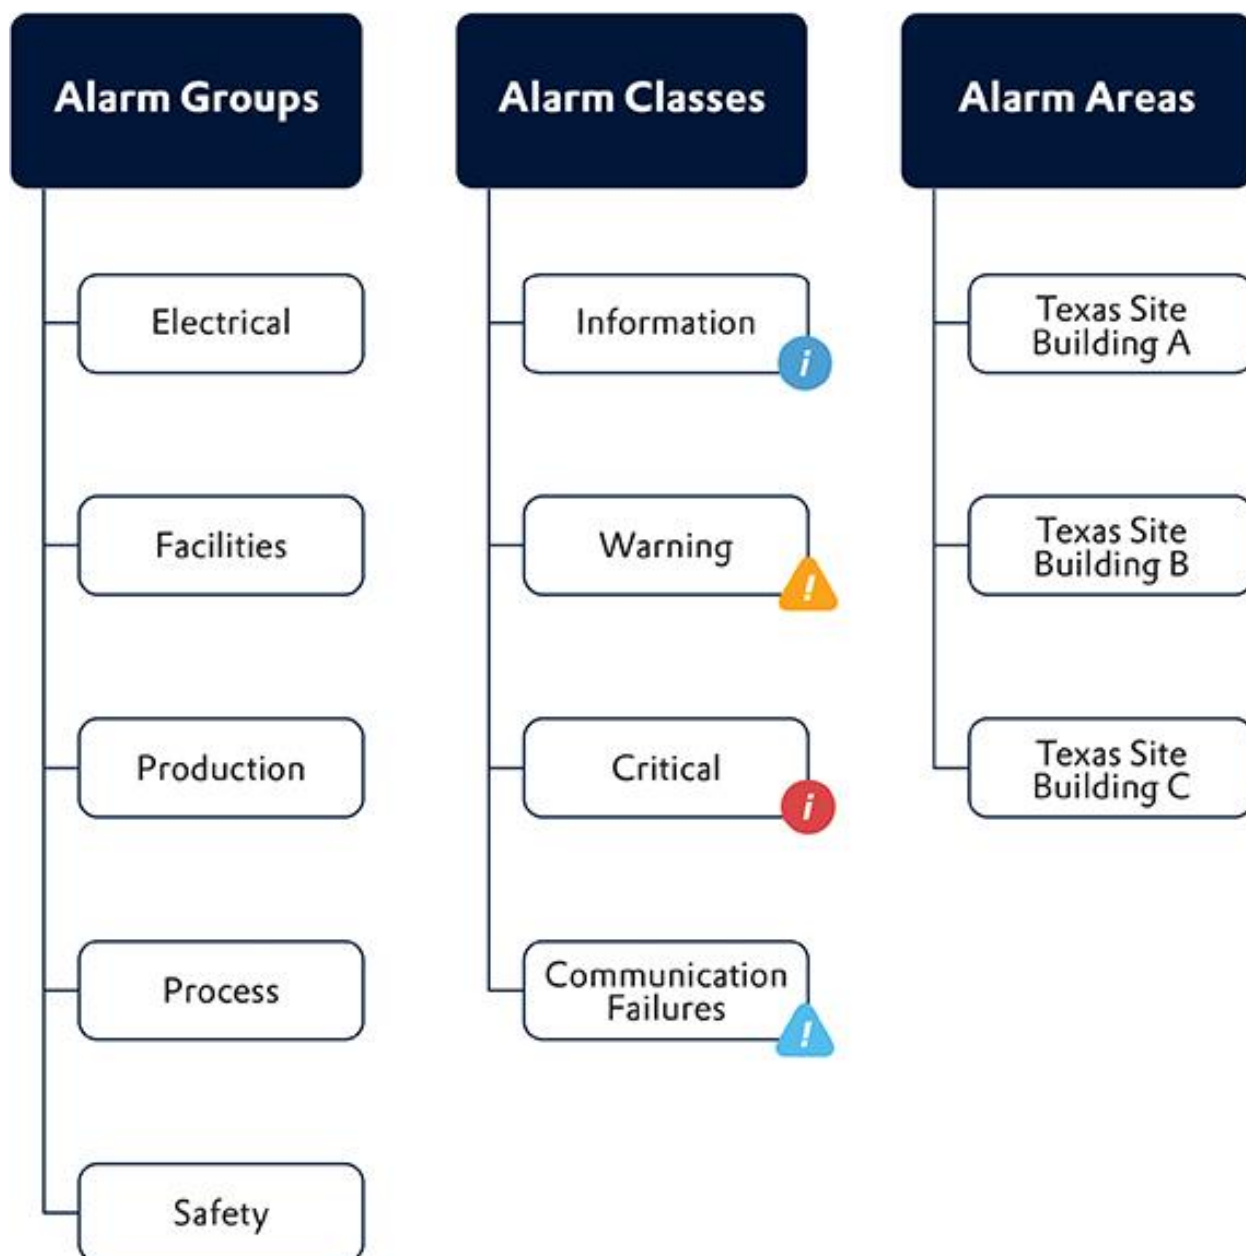 Alarm Groups
Electrical
Facilities
Production
Process
Safety
Alarm Classes
Information
i
Warning
!
Critical
i
Communication
Failures
!
Alarm Areas
Texas Site
Building A
Texas Site
Building B
Texas Site
Building C